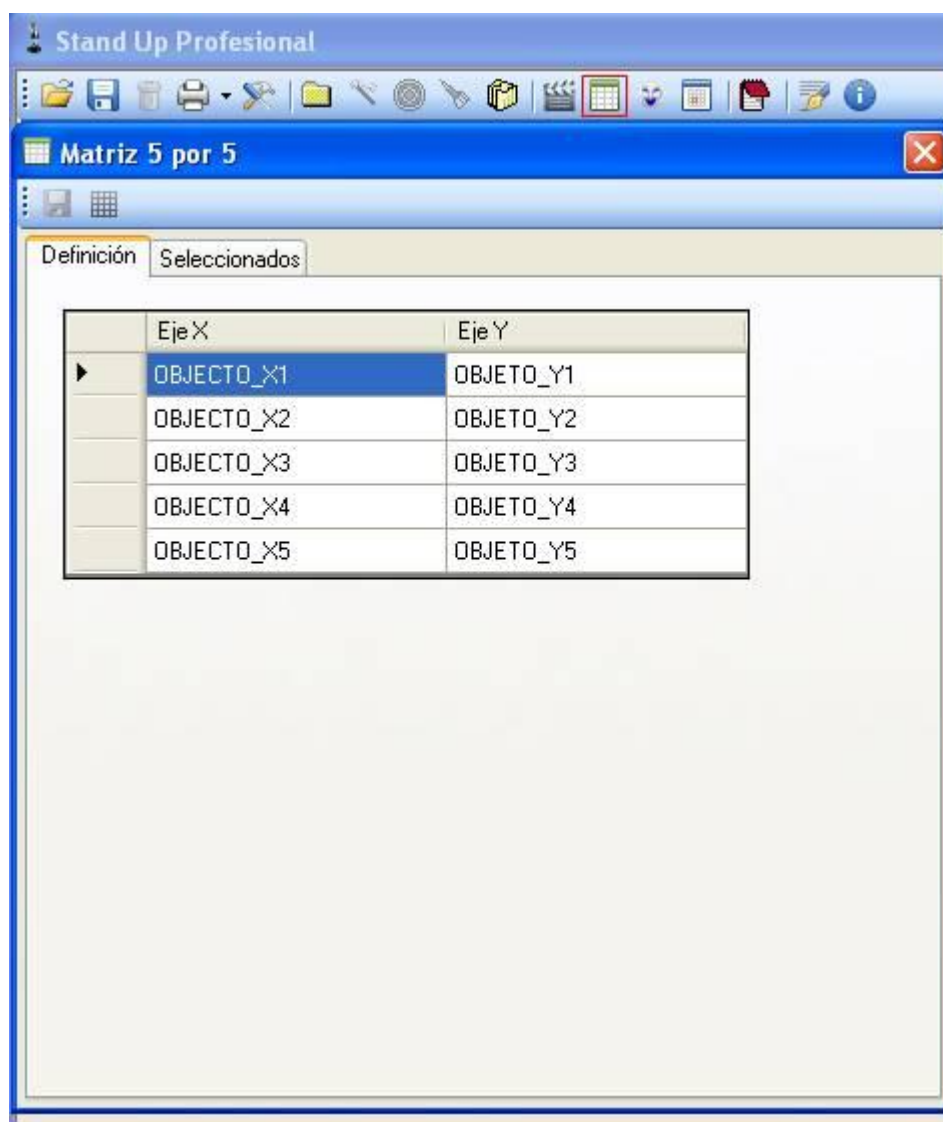 Stand Up Profesional
Matriz 5 por 5
Definición Seleccionados
Eje X Eje Y
OBJECTO_X1 OBJETO_Y1
OBJECTO_X2 OBJETO_Y2
OBJECTO_X3 OBJETO_Y3
OBJECTO_X4 OBJETO_Y4
OBJECTO_X5 OBJETO_Y5